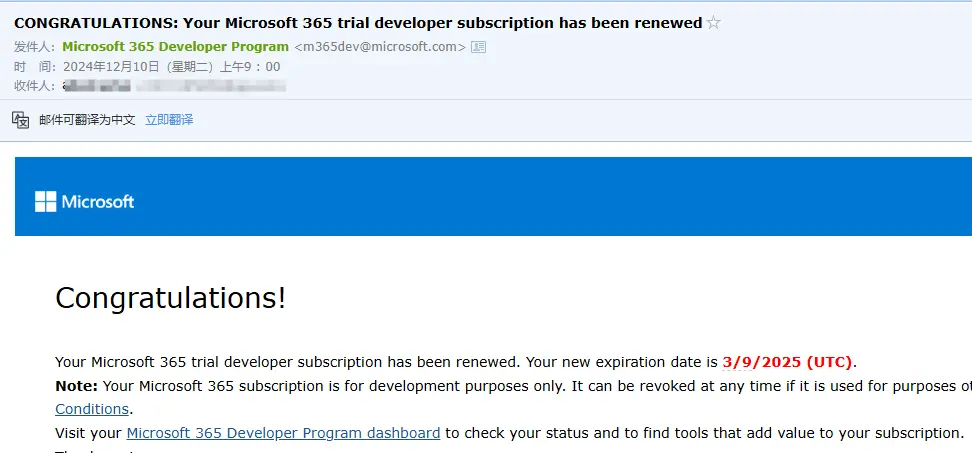 CONGRATULATIONS: Your Microsoft 365 trial developer subscription has been renewed
发件人: Microsoft 365 Developer Program <m365dev@microsoft.com>
时 间: 2024年12月10日 (星期二) 上午9 : 00
收件人:
邮件可翻译为中文 立即翻译
Microsoft
Congratulations!
Your Microsoft 365 trial developer subscription has been renewed. Your new expiration date is 3/9/2025 (UTC).
Note: Your Microsoft 365 subscription is for development purposes only. It can be revoked at any time if it is used for purposes
Conditions.
Visit your Microsoft 365 Developer Program dashboard to check your status and to find tools that add value to your subscription.